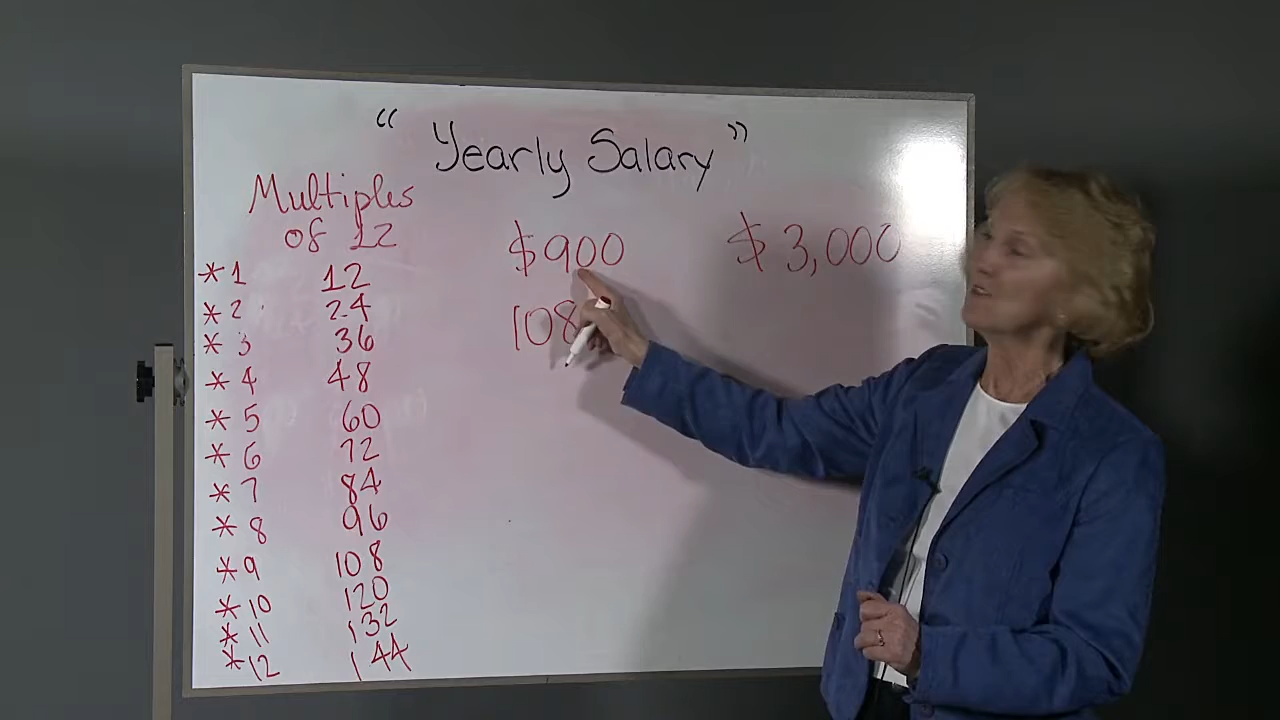 “ Yearly Salary ”
Multiples
of 12
* 1 12
* 2 24
* 3 36
* 4 48
* 5 60
* 6 72
* 7 84
* 8 96
* 9 108
* 10 120
* 11 132
* 12 144
$900
108
$3,000